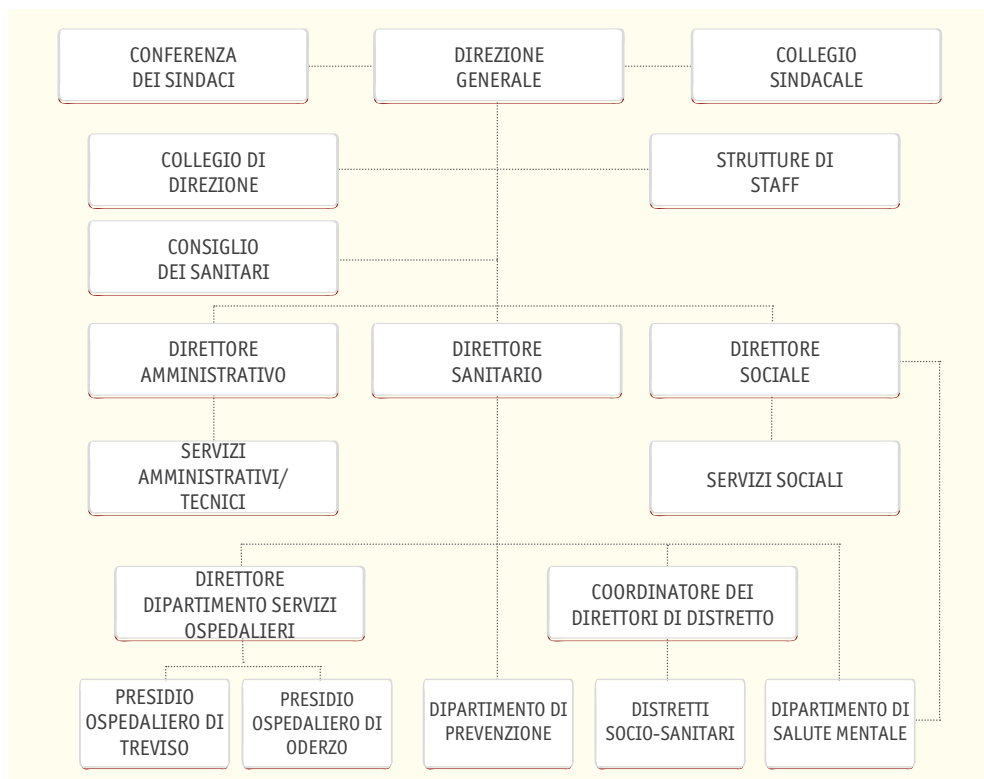 CONFERENZA
DEI SINDACI
DIREZIONE
GENERALE
COLLEGIO
SINDACALE
COLLEGIO DI
DIREZIONE
STRUTTURE DI
STAFF
CONSIGLIO
DEI SANITARI
DIRETTORE
AMMINISTRATIVO
DIRETTORE
SANITARIO
DIRETTORE
SOCIALE
SERVIZI
AMMINISTRATIVI/
TECNICI
SERVIZI SOCIALI
DIRETTORE
DIPARTIMENTO SERVIZI
OSPEDALIERI
COORDINATORE DEI
DIRETTORI DI DISTRETTO
PRESIDIO
OSPEDALIERO DI
TREVISO
PRESIDIO
OSPEDALIERO DI
ODERZO
DIPARTIMENTO DI
PREVENZIONE
DISTRETTI
SOCIO-SANITARI
DIPARTIMENTO DI
SALUTE MENTALE